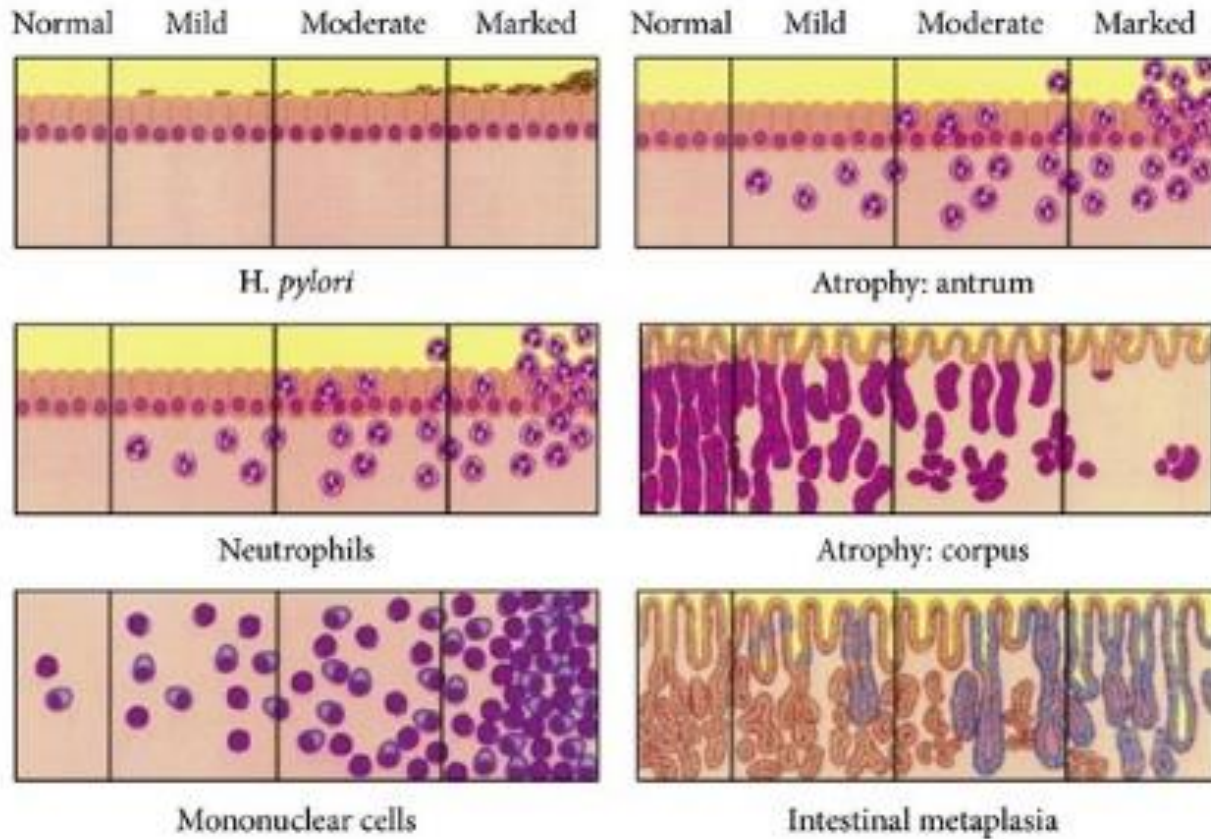 Normal Mild Moderate Marked
Normal Mild Moderate Marked
H. pylori
Atrophy: antrum
Neutrophils
Atrophy: corpus
Mononuclear cells
Intestinal metaplasia